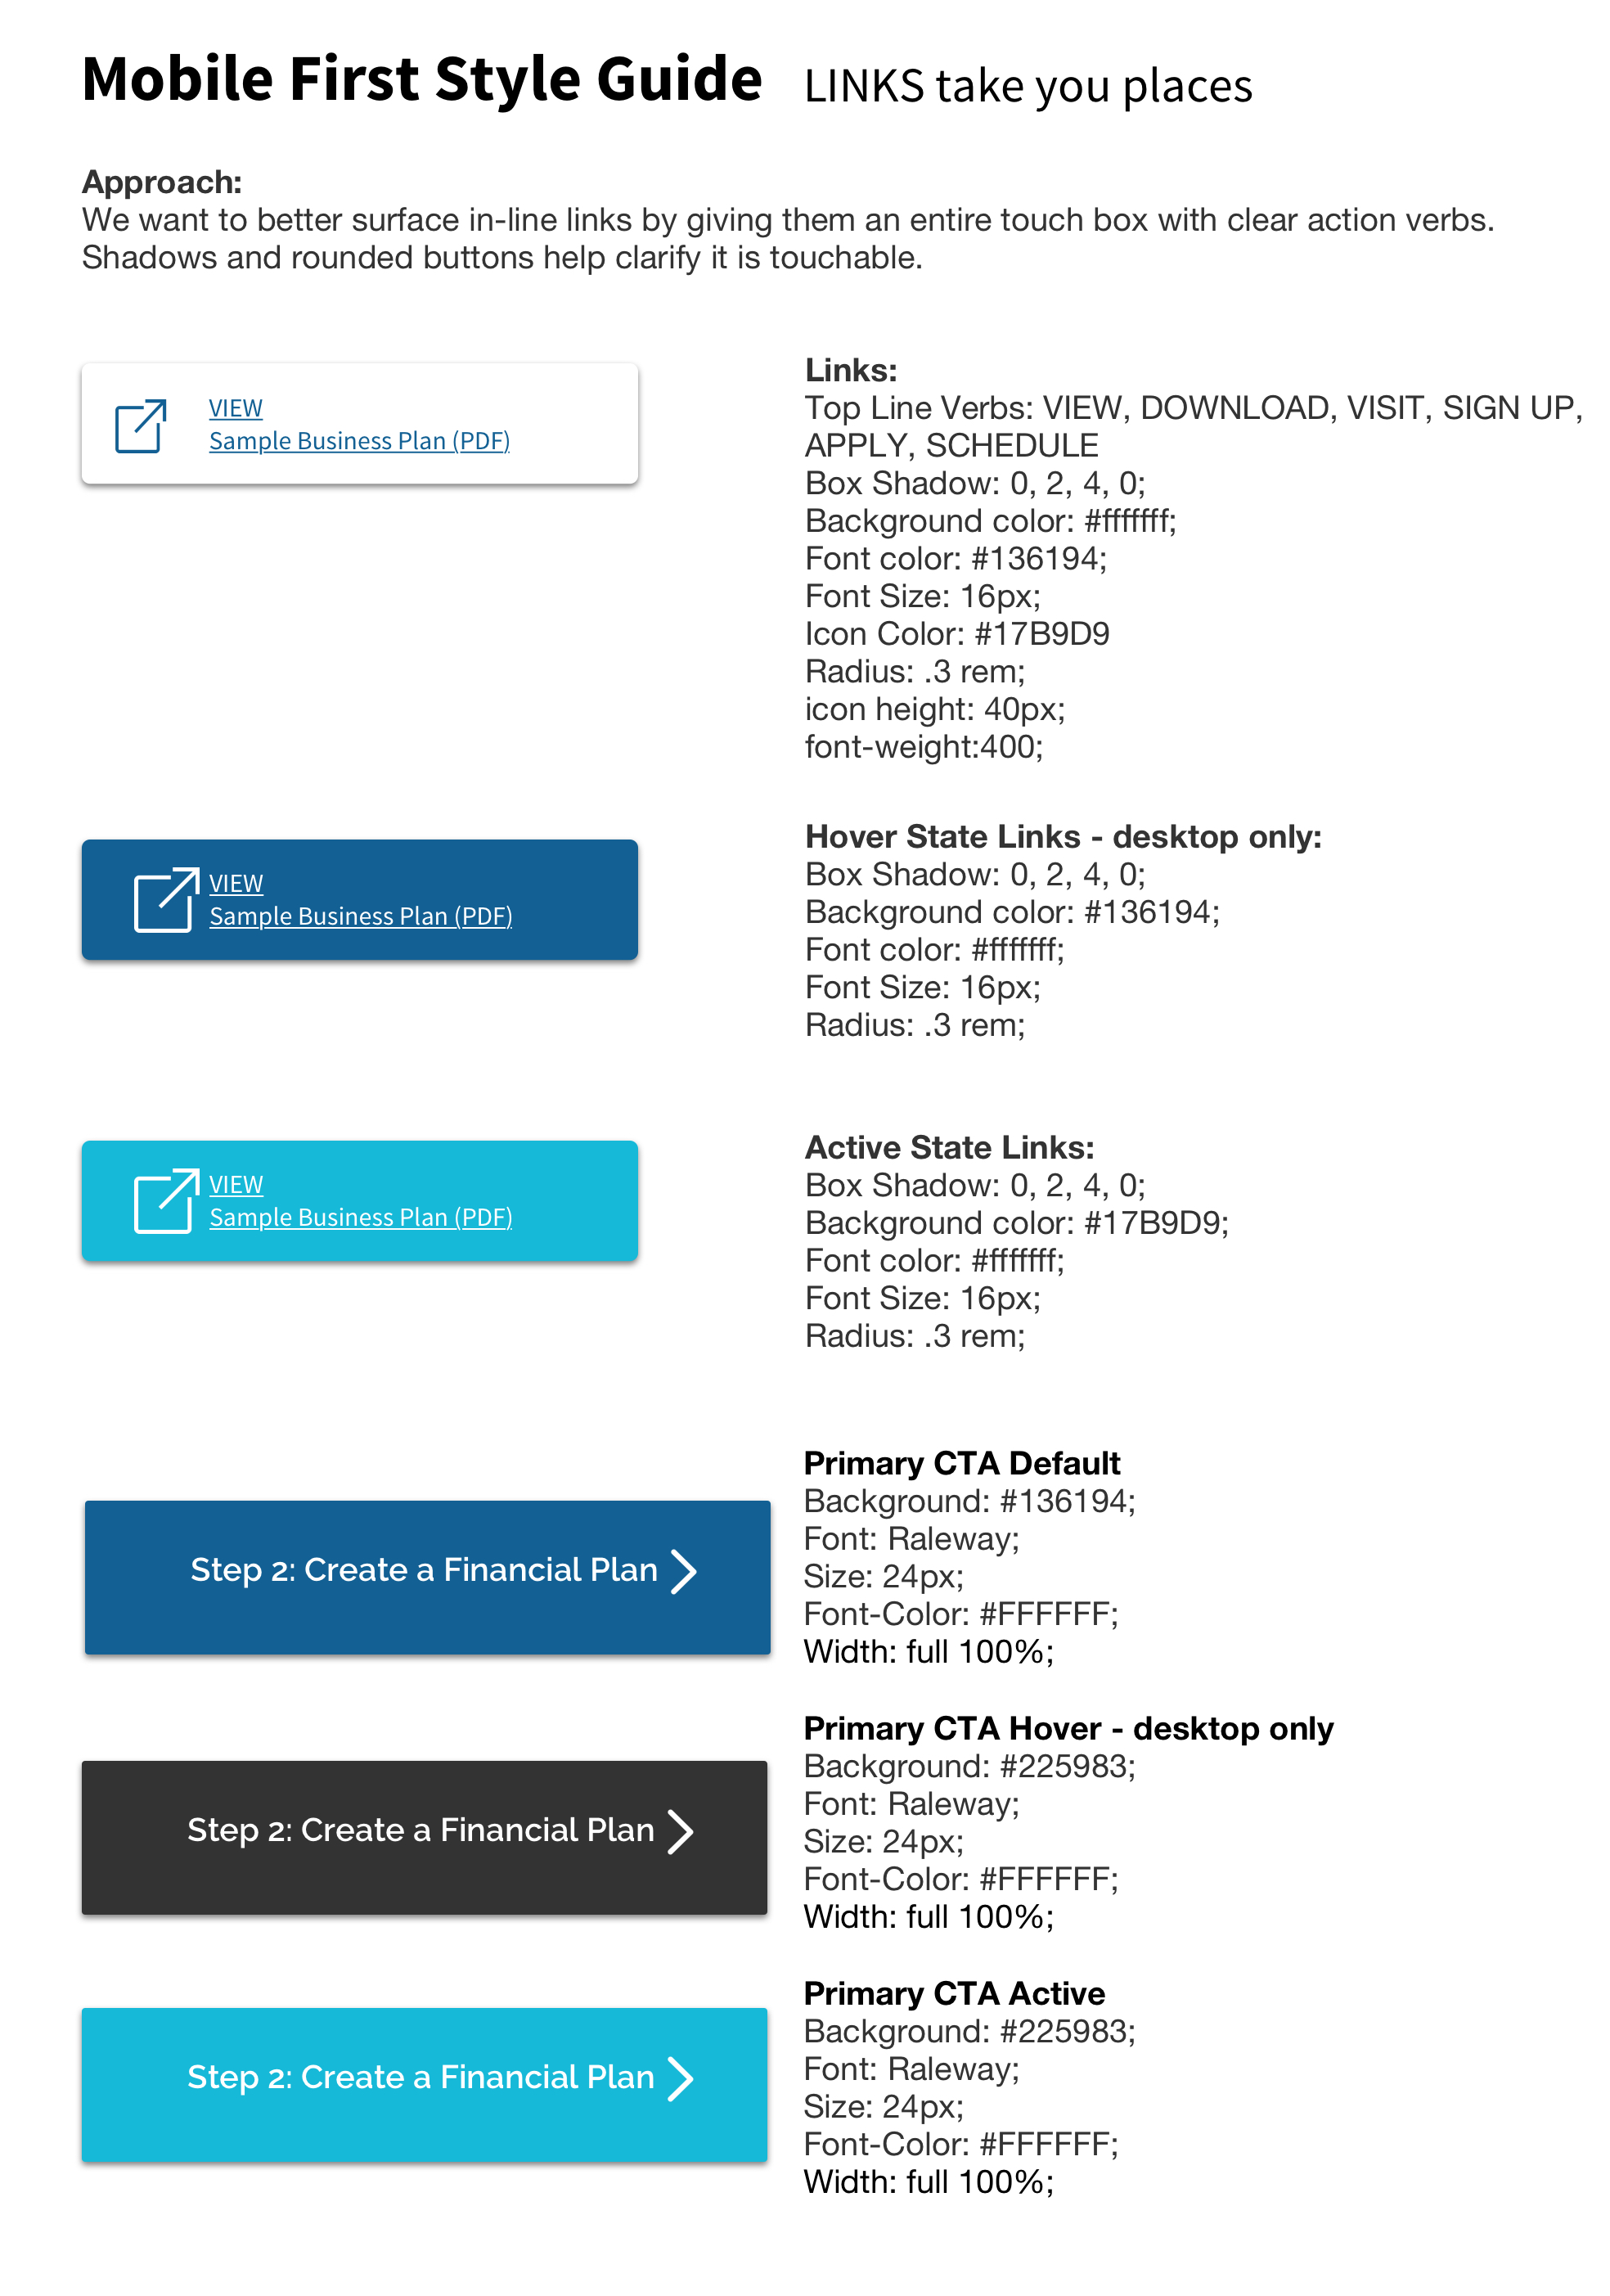 Mobile First Style Guide LINKS take you places
Approach:
We want to better surface in-line links by giving them an entire touch box with clear action verbs.
Shadows and rounded buttons help clarify it is touchable.
VIEW
Sample Business Plan (PDF)
Links:
Top Line Verbs: VIEW, DOWNLOAD, VISIT, SIGN UP,
APPLY, SCHEDULE
Box Shadow: 0, 2, 4, 0;
Background color: #fffffff;
Font color: #136194;
Font Size: 16px;
Icon Color: #17B9D9
Radius: .3 rem;
icon height: 40px;
font-weight:400;
VIEW
Sample Business Plan (PDF)
Hover State Links - desktop only:
Box Shadow: 0, 2, 4, 0;
Background color: #136194;
Font color: #fffffff;
Font Size: 16px;
Radius: .3 rem;
VIEW
Sample Business Plan (PDF)
Active State Links:
Box Shadow: 0, 2, 4, 0;
Background color: #17B9D9;
Font color: #fffffff;
Font Size: 16px;
Radius: .3 rem;
Step 2: Create a Financial Plan
Primary CTA Default
Background: #136194;
Font: Raleway;
Size: 24px;
Font-Color: #FFFFFF;
Width: full 100%;
Step 2: Create a Financial Plan
Primary CTA Hover - desktop only
Background: #225983;
Font: Raleway;
Size: 24px;
Font-Color: #FFFFFF;
Width: full 100%;
Step 2: Create a Financial Plan
Primary CTA Active
Background: #225983;
Font: Raleway;
Size: 24px;
Font-Color: #FFFFFF;
Width: full 100%;